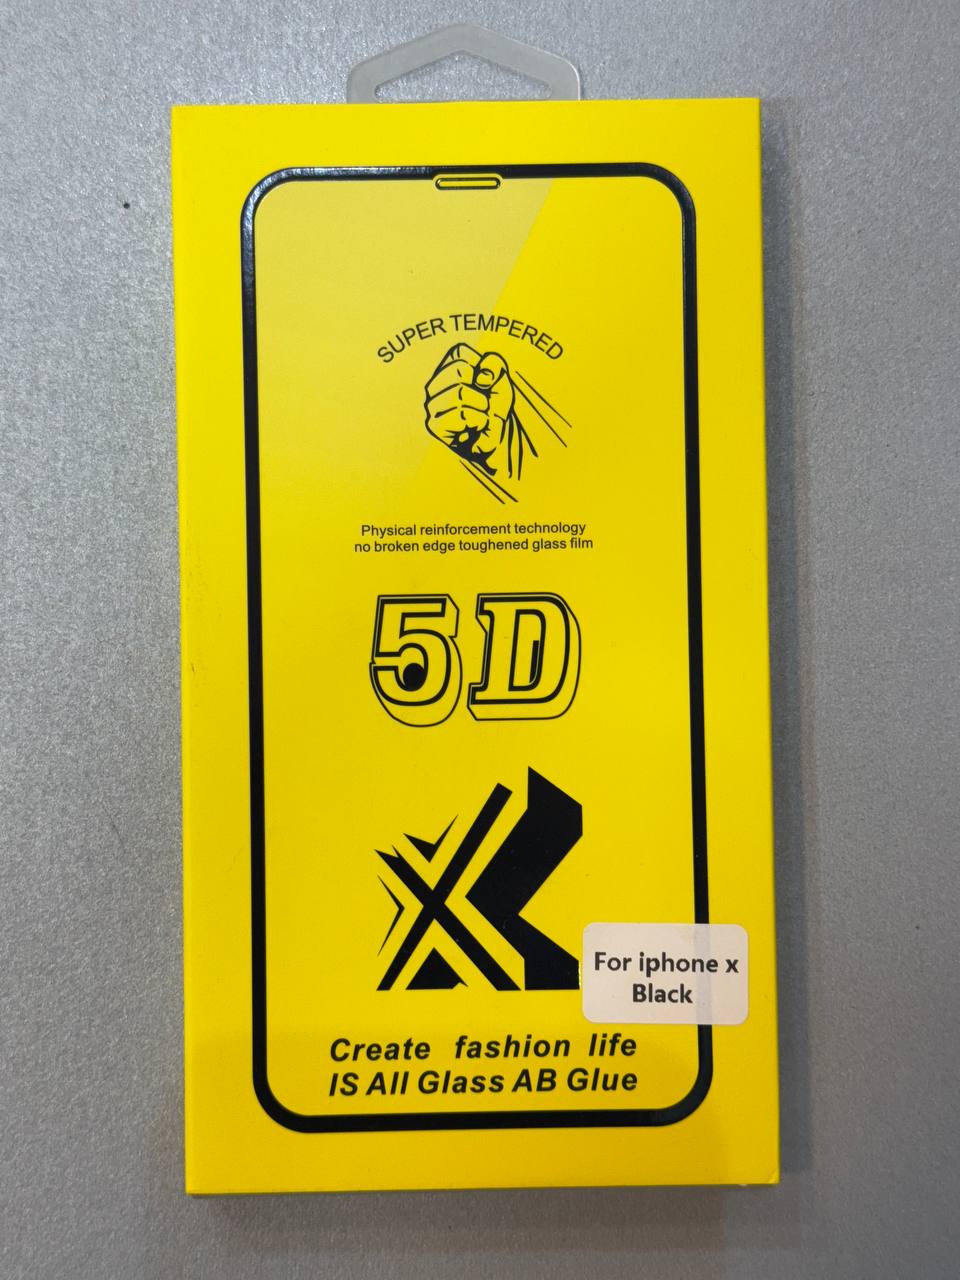 SUPER TEMPERED
Physical reinforcement technology
no broken edge toughened glass film
5D
X
For iphone x
Black
Create fashion life
IS All Glass AB Glue